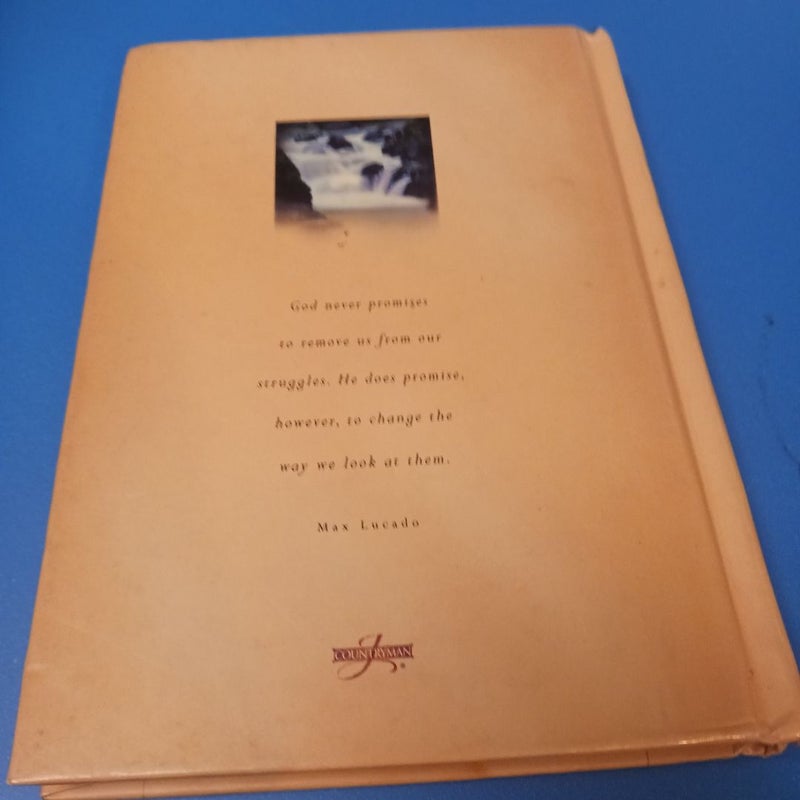 God never promises
to remove us from our
struggles. He does promise,
however, to change the
way we look at them.
Max Lucado
J
COUNTRYMAN
®